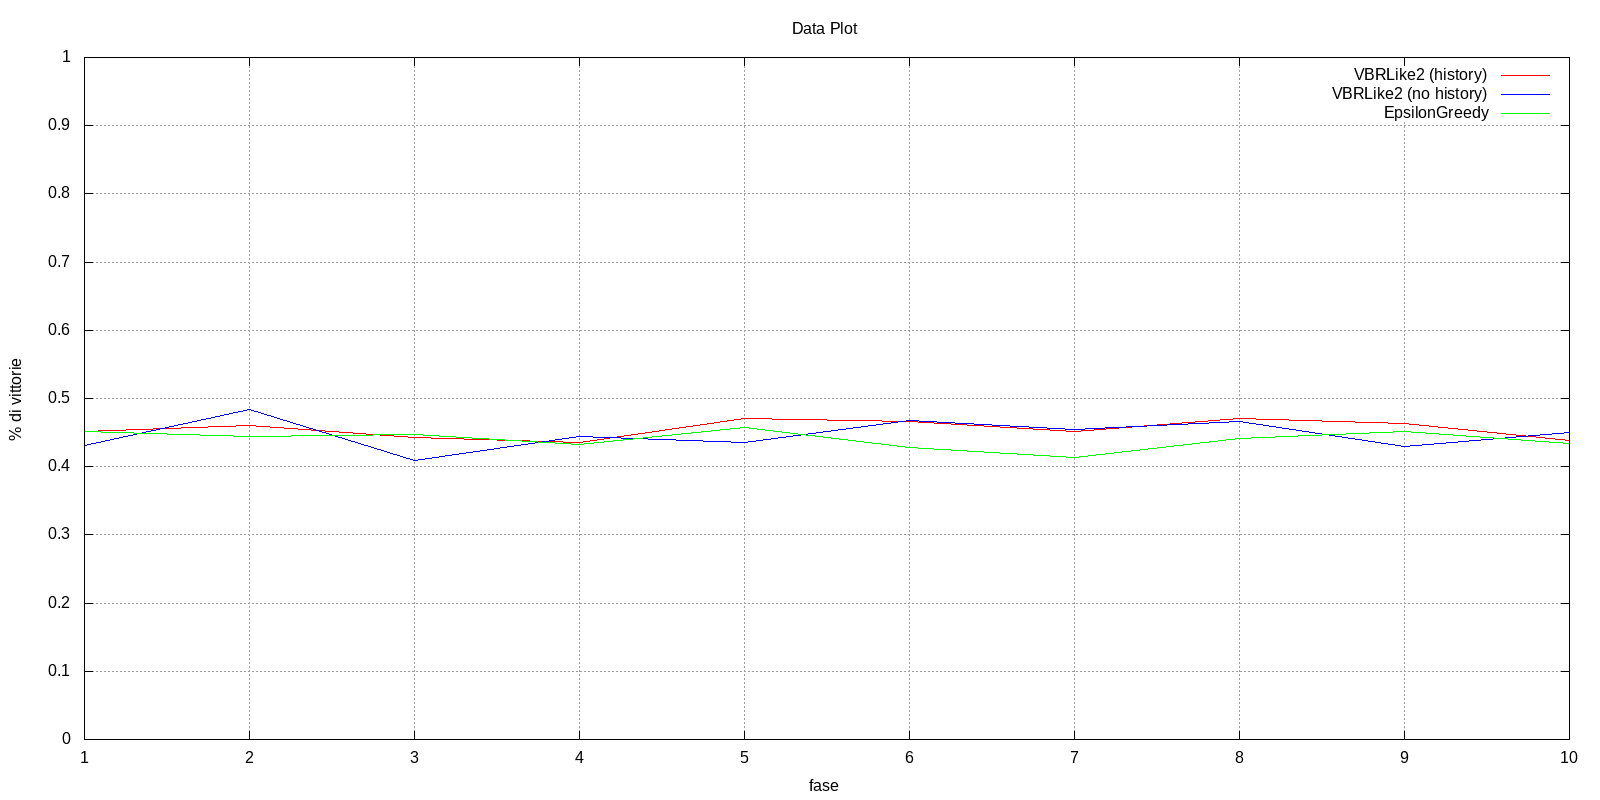 Data Plot
VBRLike2 (history)
VBRLike2 (no history)
EpsilonGreedy
1
0.9
0.8
0.7
0.6
0.5
0.4
0.3
0.2
0.1
0
% di vittorie
1 2 3 4 5 6 7 8 9 10
fase